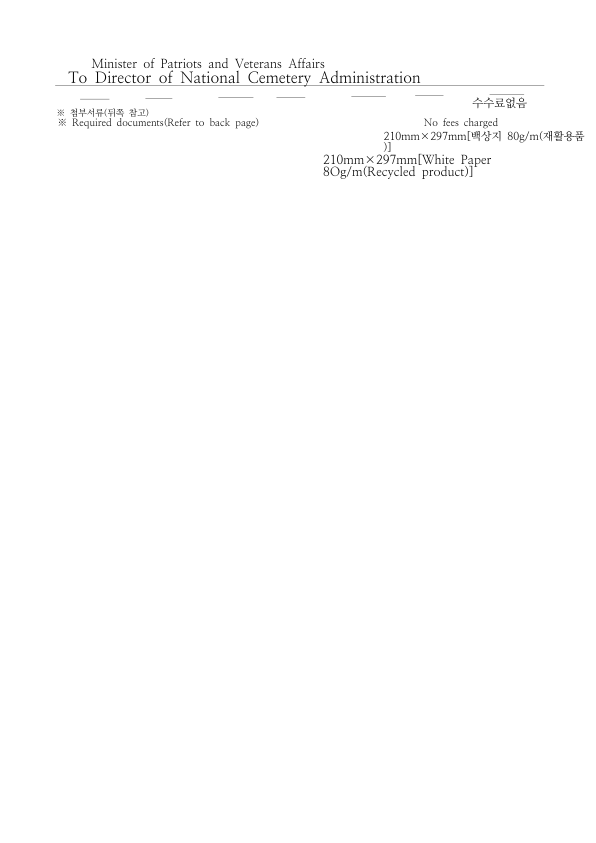 Minister of Patriots and Veterans Affairs
To Director of National Cemetery Administration
수수료없음
※ 첨부서류(뒤쪽 참고)
※ Required documents(Refer to back page)
No fees charged
210mm×297mm[백상지 80g/m(재활용품
)]
210mm×297mm[White Paper
8Og/m(Recycled product)]